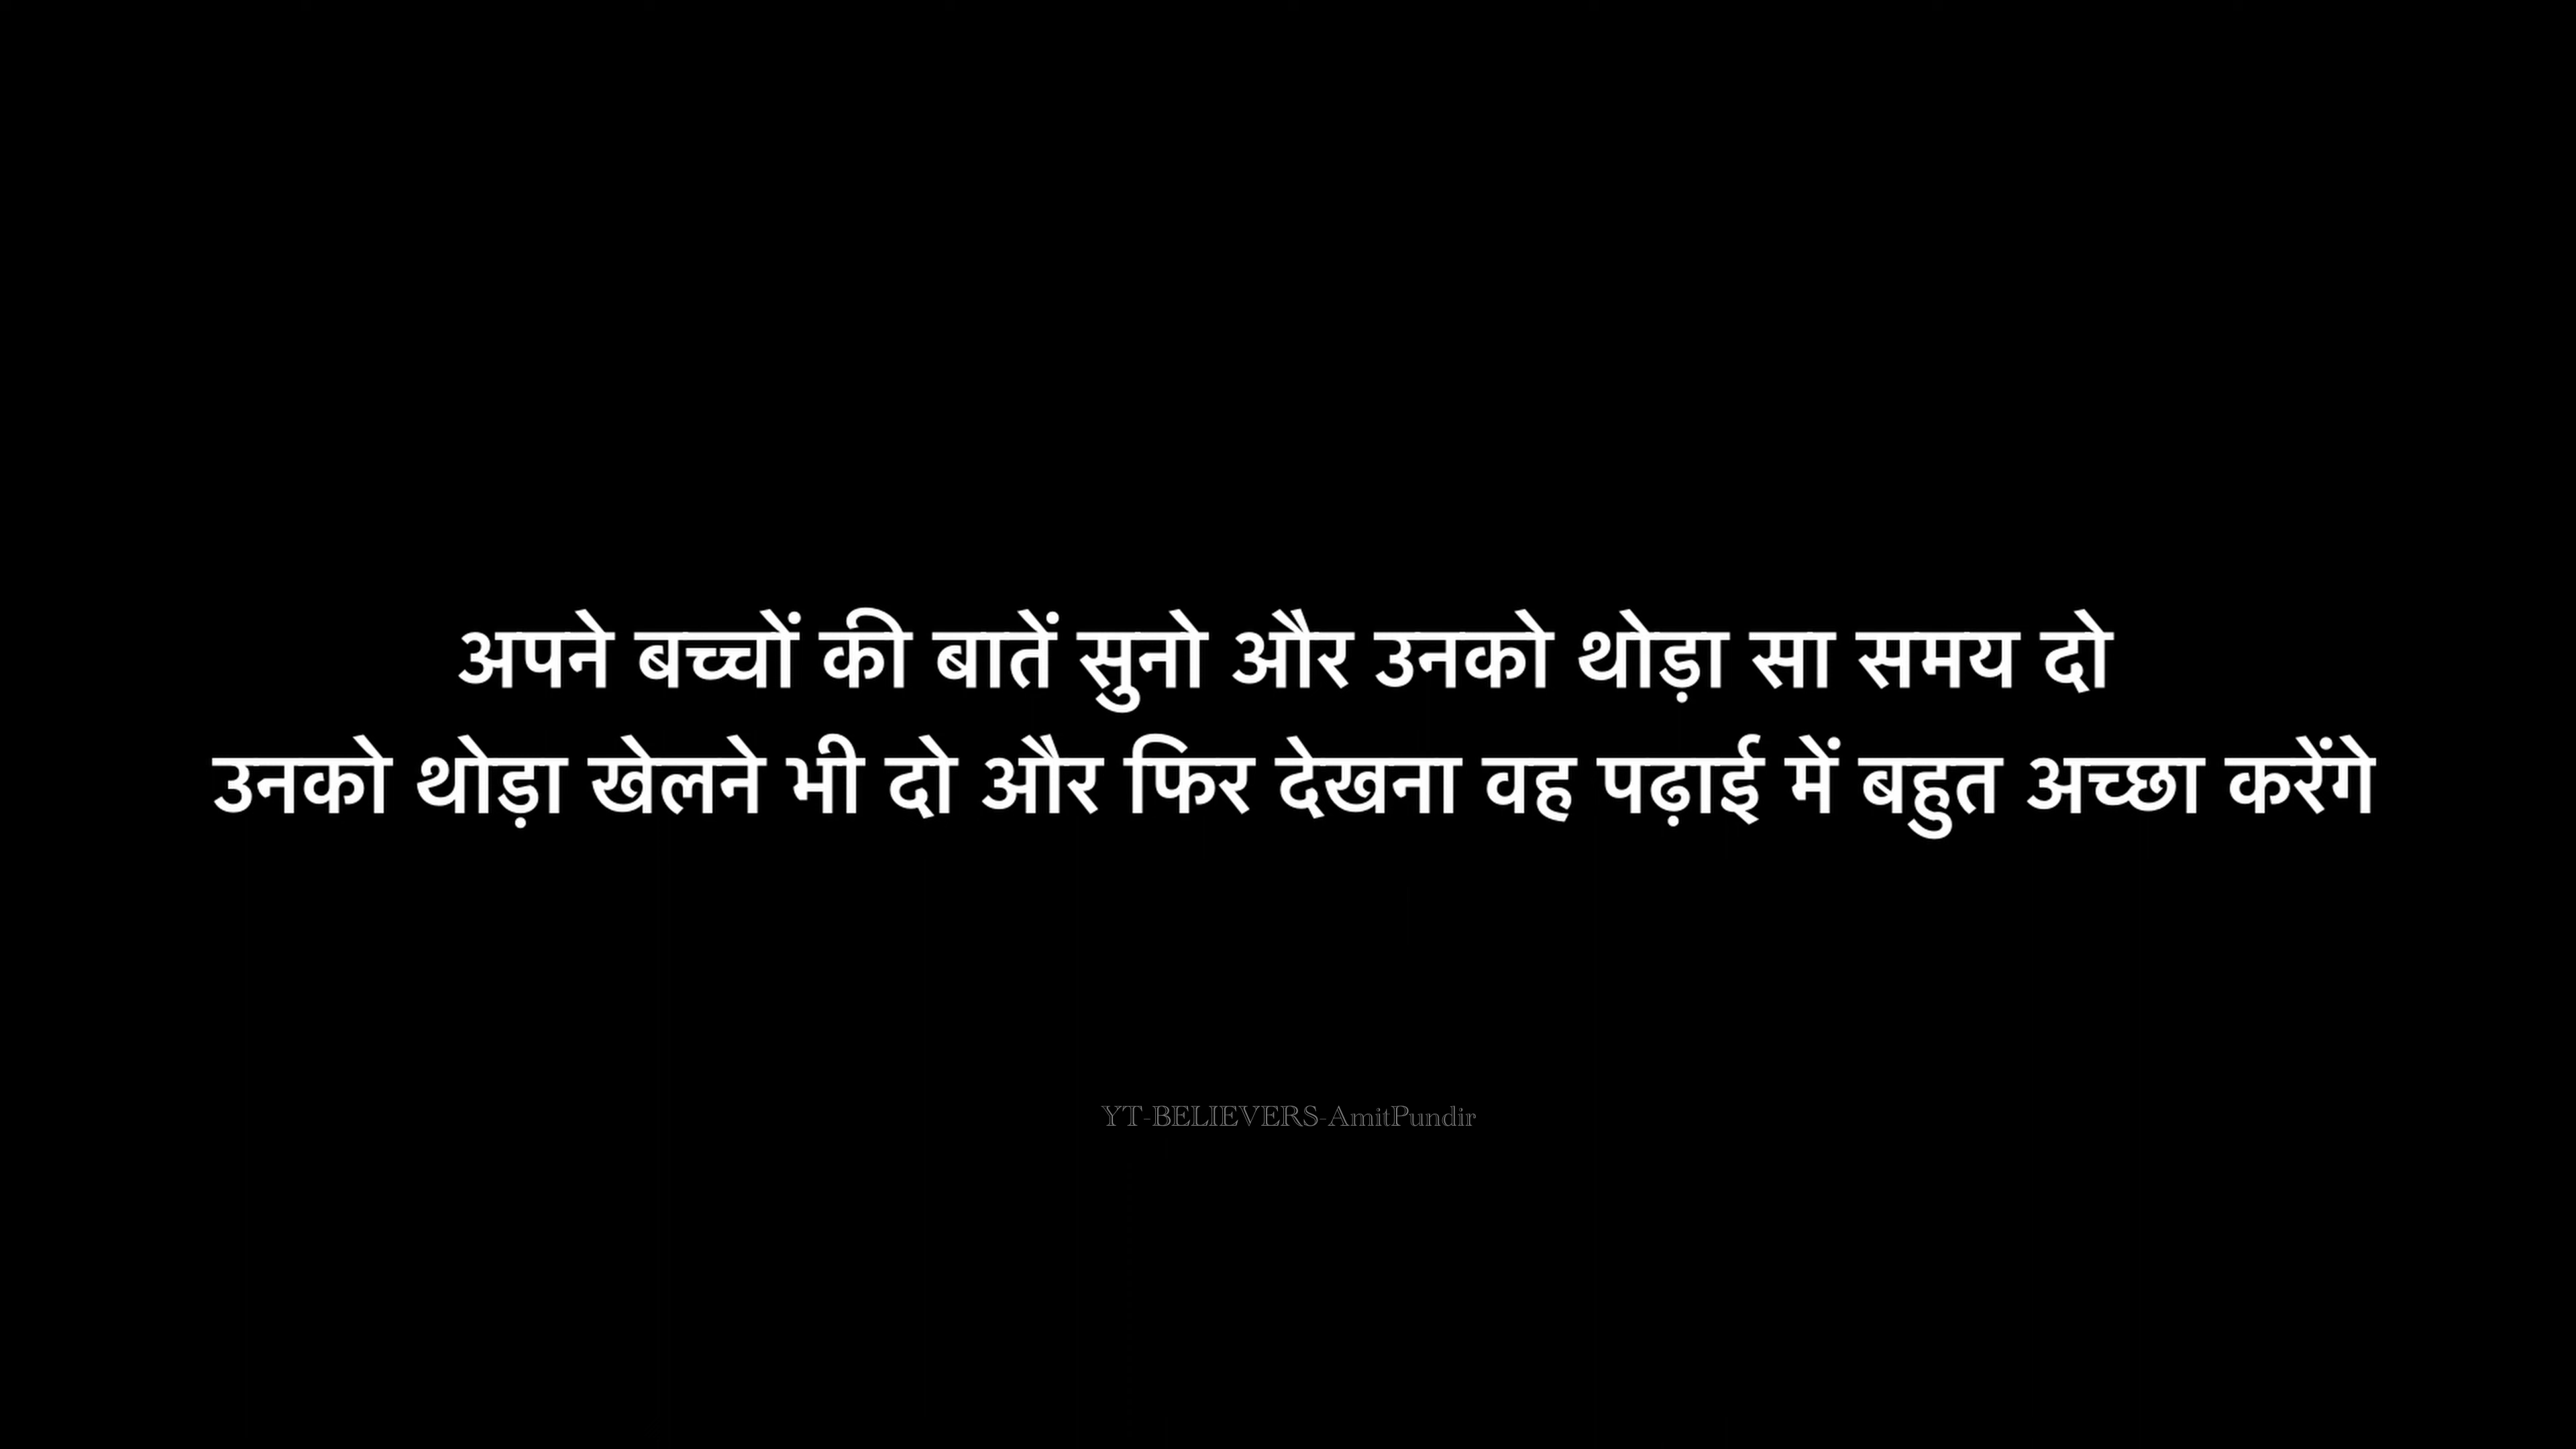 अपने बच्चों की बातें सुनो और उनको थोड़ा सा समय दो
उनको थोड़ा खेलने भी दो और फिर देखना वह पढ़ाई में बहुत अच्छा करेंगे
YT-BELIEVERS-AmitPundir